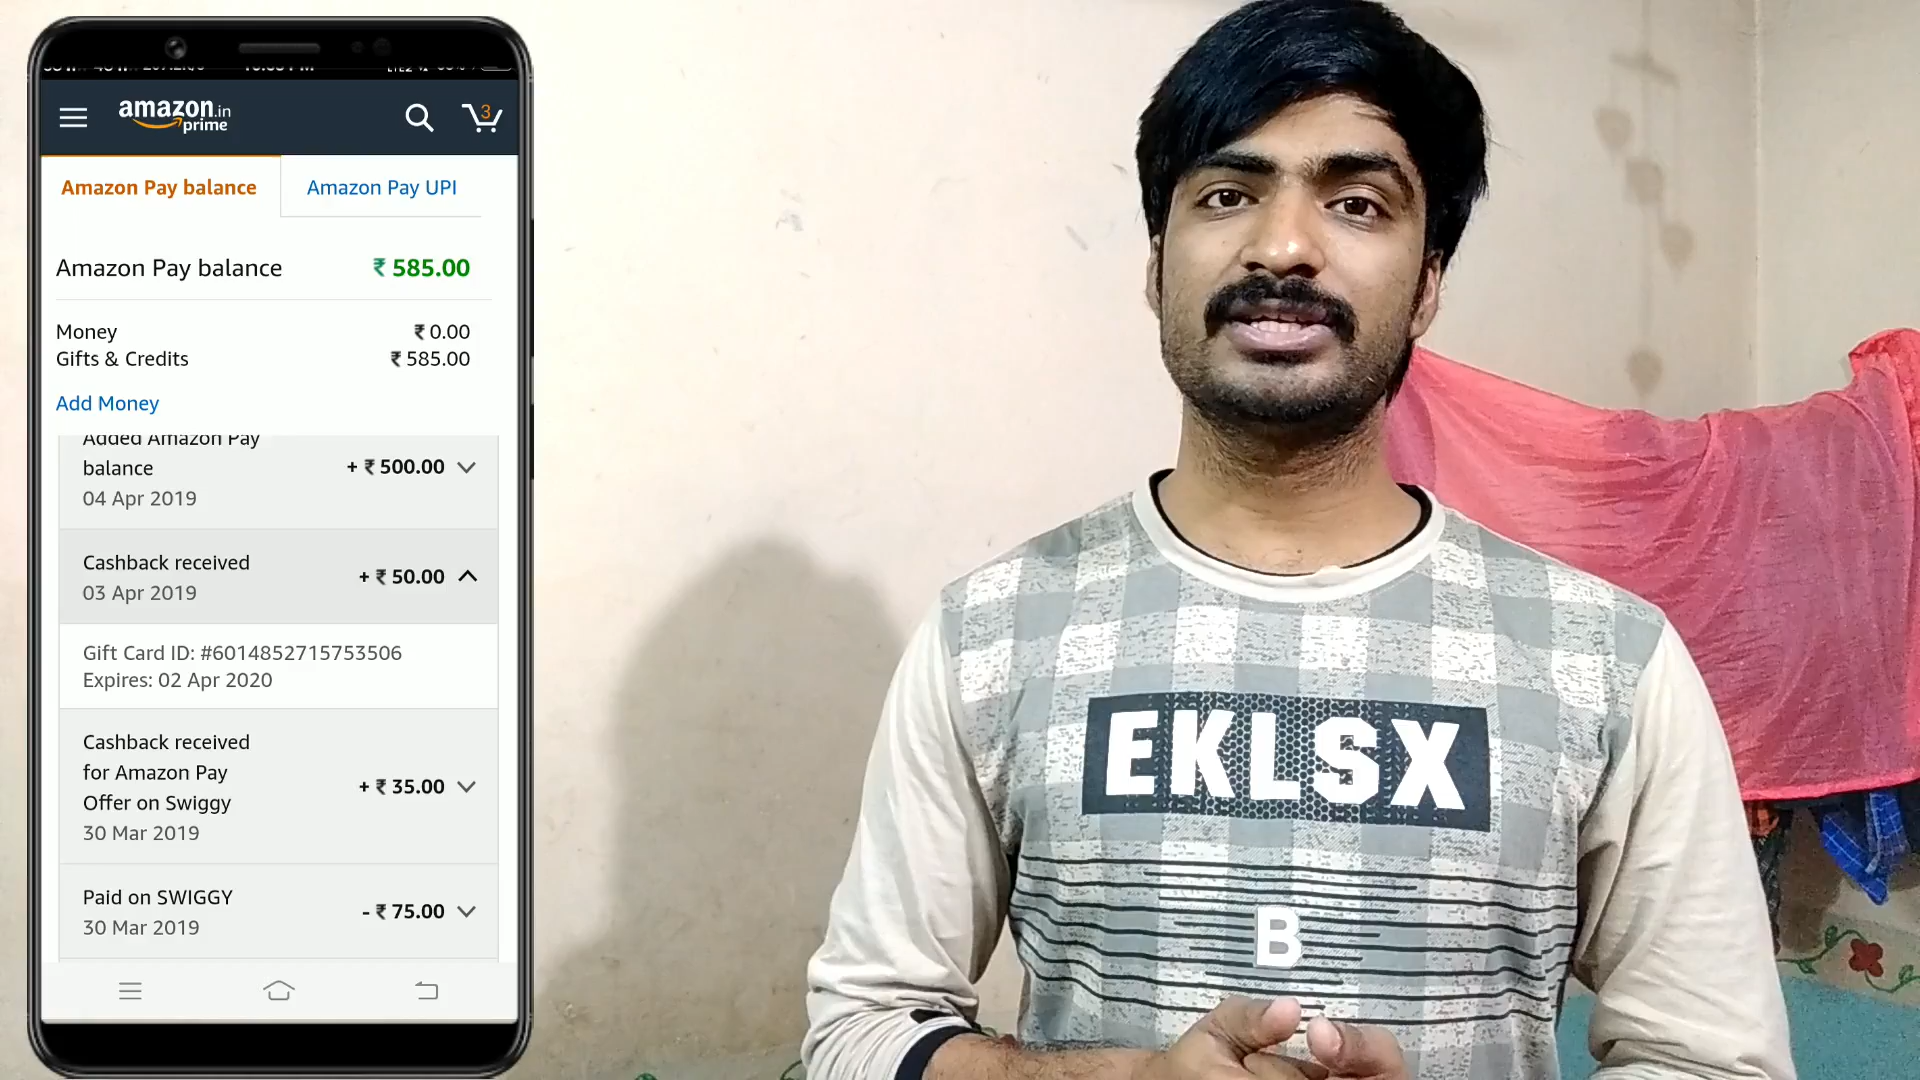 amazon.in
prime
3
Amazon Pay balance
Amazon Pay UPI
Amazon Pay balance
₹ 585.00
Money
₹ 0.00
Gifts & Credits
₹ 585.00
Add Money
Added Amazon Pay
balance
+ ₹ 500.00
04 Apr 2019
Cashback received
+ ₹ 50.00
03 Apr 2019
Gift Card ID: #6014852715753506
Expires: 02 Apr 2020
Cashback received
for Amazon Pay
Offer on Swiggy
+ ₹ 35.00
30 Mar 2019
Paid on SWIGGY
- ₹ 75.00
30 Mar 2019
EKLSX
B